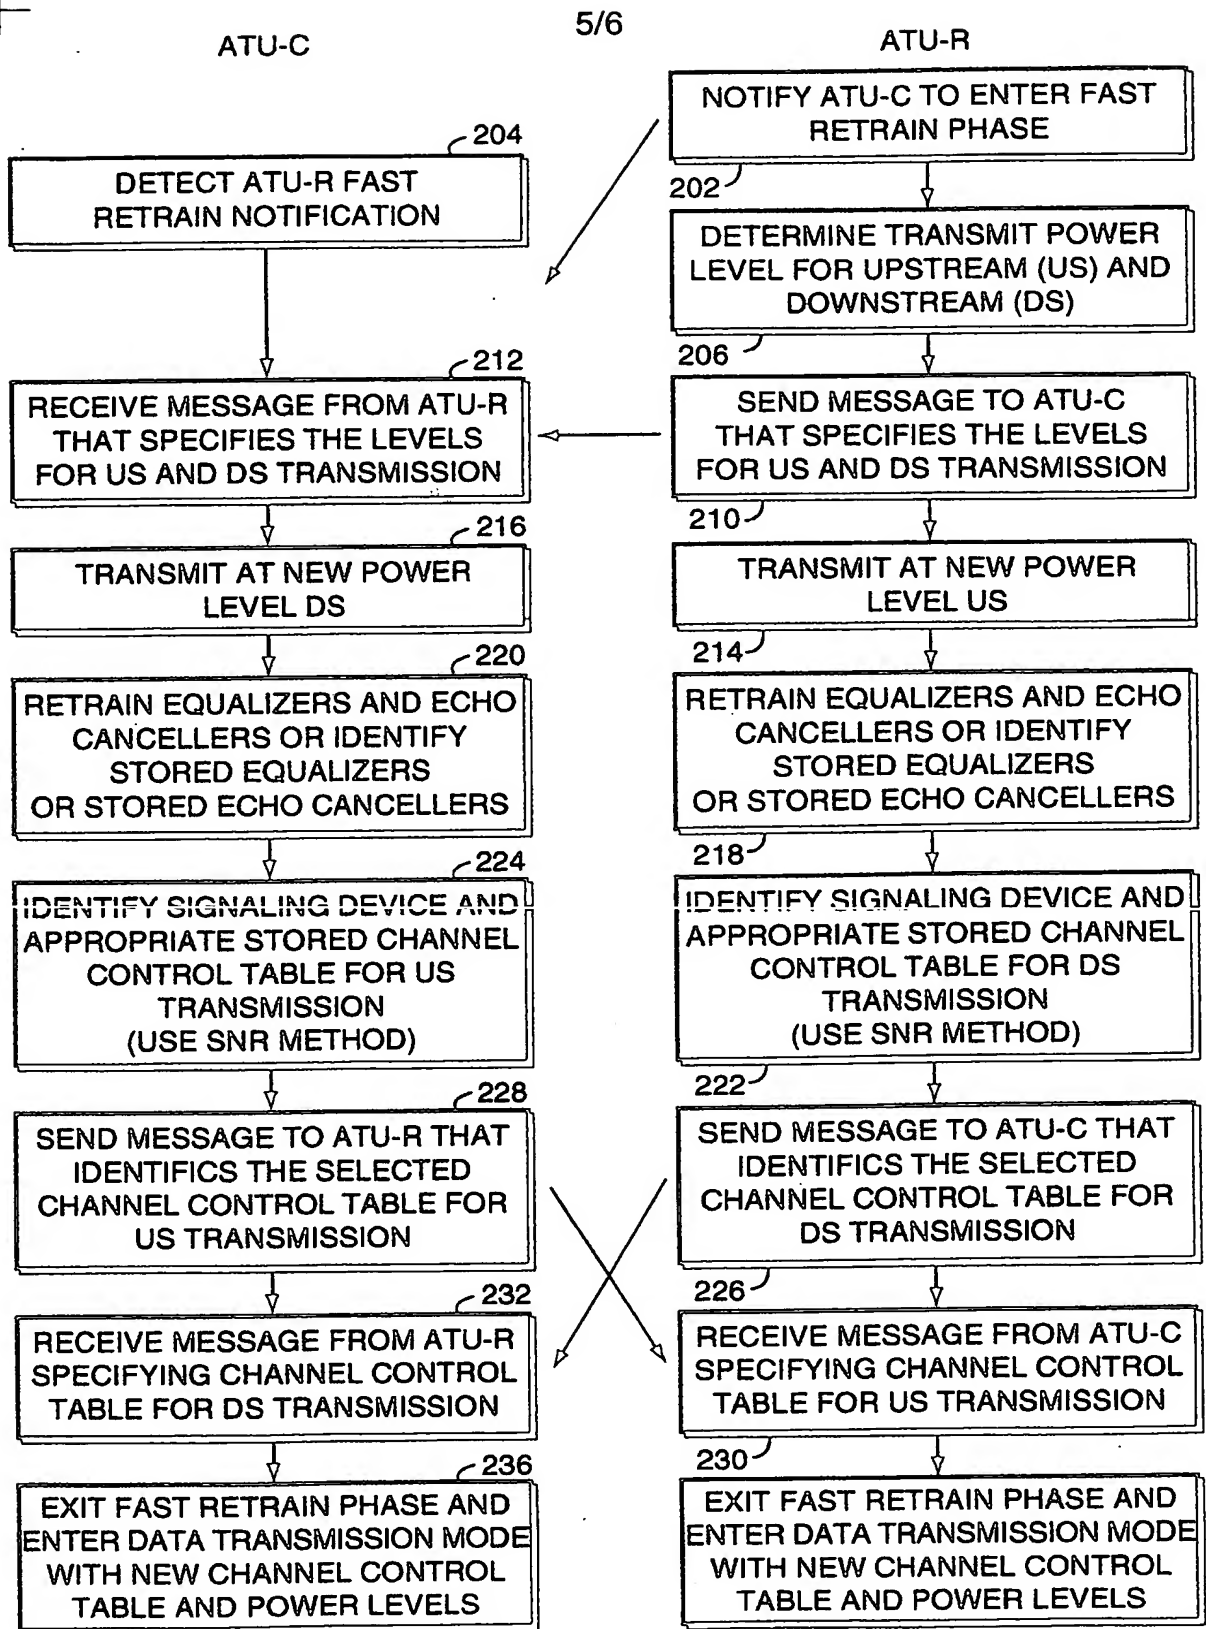 5/6
ATU-C
204
DETECT ATU-R FAST
RETRAIN NOTIFICATION
212
RECEIVE MESSAGE FROM ATU-R
THAT SPECIFIES THE LEVELS
FOR US AND DS TRANSMISSION
216
TRANSMIT AT NEW POWER
LEVEL DS
220
RETRAIN EQUALIZERS AND ECHO
CANCELLERS OR IDENTIFY
STORED EQUALIZERS
OR STORED ECHO CANCELLERS
224
IDENTIFY SIGNALING DEVICE AND
APPROPRIATE STORED CHANNEL
CONTROL TABLE FOR US
TRANSMISSION
(USE SNR METHOD)
228
SEND MESSAGE TO ATU-R THAT
IDENTIFICS THE SELECTED
CHANNEL CONTROL TABLE FOR
US TRANSMISSION
232
RECEIVE MESSAGE FROM ATU-R
SPECIFYING CHANNEL CONTROL
TABLE FOR DS TRANSMISSION
236
EXIT FAST RETRAIN PHASE AND
ENTER DATA TRANSMISSION MODE
WITH NEW CHANNEL CONTROL
TABLE AND POWER LEVELS
ATU-R
NOTIFY ATU-C TO ENTER FAST
RETRAIN PHASE
202
DETERMINE TRANSMIT POWER
LEVEL FOR UPSTREAM (US) AND
DOWNSTREAM (DS)
206
SEND MESSAGE TO ATU-C
THAT SPECIFIES THE LEVELS
FOR US AND DS TRANSMISSION
210
TRANSMIT AT NEW POWER
LEVEL US
214
RETRAIN EQUALIZERS AND ECHO
CANCELLERS OR IDENTIFY
STORED EQUALIZERS
OR STORED ECHO CANCELLERS
218
IDENTIFY SIGNALING DEVICE AND
APPROPRIATE STORED CHANNEL
CONTROL TABLE FOR DS
TRANSMISSION
(USE SNR METHOD)
222
SEND MESSAGE TO ATU-C THAT
IDENTIFICS THE SELECTED
CHANNEL CONTROL TABLE FOR
DS TRANSMISSION
226
RECEIVE MESSAGE FROM ATU-C
SPECIFYING CHANNEL CONTROL
TABLE FOR US TRANSMISSION
230
EXIT FAST RETRAIN PHASE AND
ENTER DATA TRANSMISSION MODE
WITH NEW CHANNEL CONTROL
TABLE AND POWER LEVELS